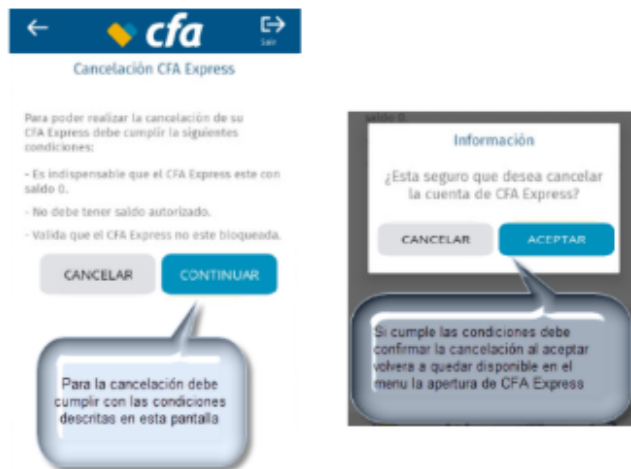 cfa
Salir
Cancelación CFA Express
Para poder realizar la cancelación de su
CFA Express debe cumplir la siguientes
condiciones:
- Es indispensable que el CFA Express este con
saldo 0.
- No debe tener saldo autorizado.
- Valida que el CFA Express no este bloqueada.
CANCELAR
CONTINUAR
Para la cancelación debe
cumplir con las condiciones
descritas en esta pantalla
saldo 0.
Información
¿Esta seguro que desea cancelar
la cuenta de CFA Express?
CANCELAR
ACEPTAR
Si cumple las condiciones debe
confirmar la cancelación al aceptar
volvera a quedar disponible en el
menu la apertura de CFA Express